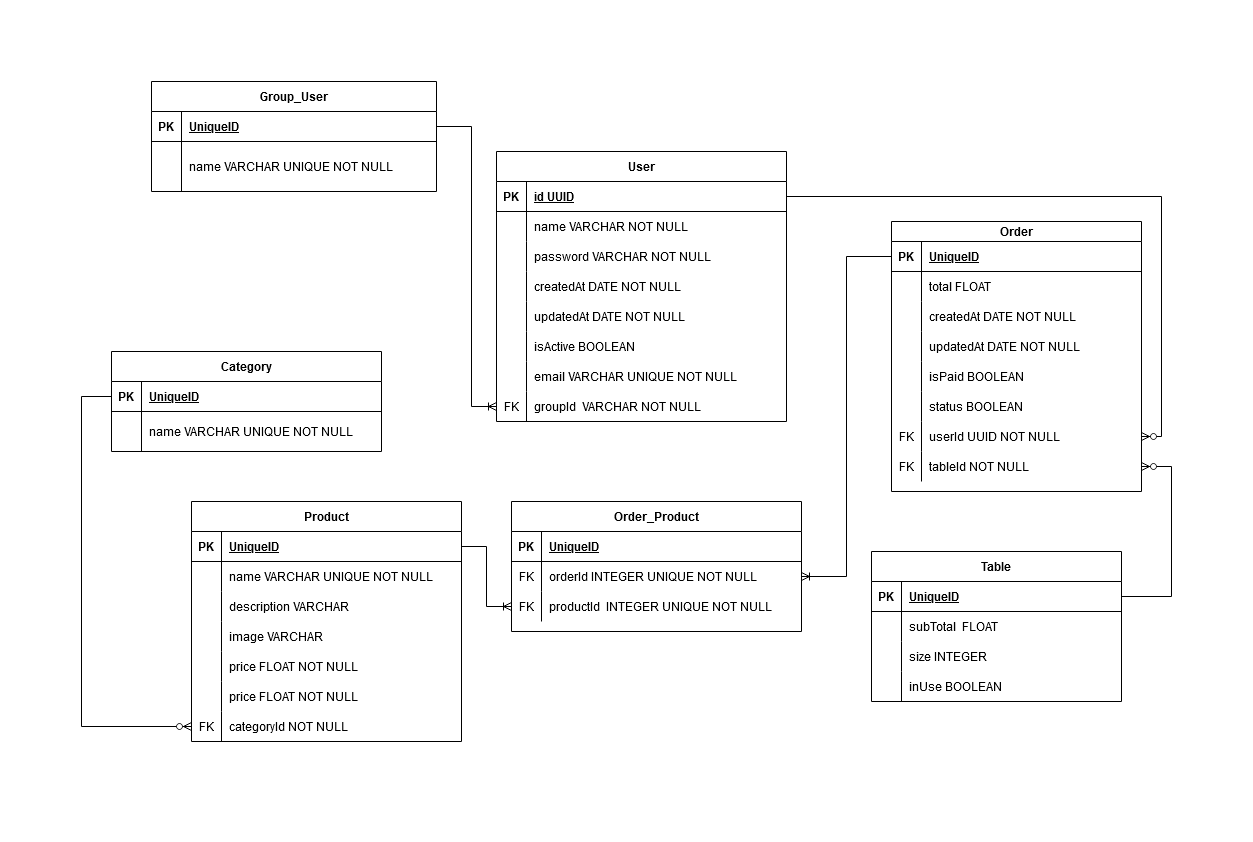 Group_User
PK UniqueID
name VARCHAR UNIQUE NOT NULL
User
PK id UUID
name VARCHAR NOT NULL
password VARCHAR NOT NULL
createdAt DATE NOT NULL
updatedAt DATE NOT NULL
isActive BOOLEAN
email VARCHAR UNIQUE NOT NULL
FK groupId VARCHAR NOT NULL
Order
PK UniqueID
total FLOAT
createdAt DATE NOT NULL
updatedAt DATE NOT NULL
isPaid BOOLEAN
status BOOLEAN
FK userId UUID NOT NULL
FK tableId NOT NULL
Category
PK UniqueID
name VARCHAR UNIQUE NOT NULL
Product
PK UniqueID
name VARCHAR UNIQUE NOT NULL
description VARCHAR
image VARCHAR
price FLOAT NOT NULL
price FLOAT NOT NULL
FK categoryId NOT NULL
Order_Product
PK UniqueID
FK orderId INTEGER UNIQUE NOT NULL
FK productId INTEGER UNIQUE NOT NULL
Table
PK UniqueID
subTotal FLOAT
size INTEGER
inUse BOOLEAN